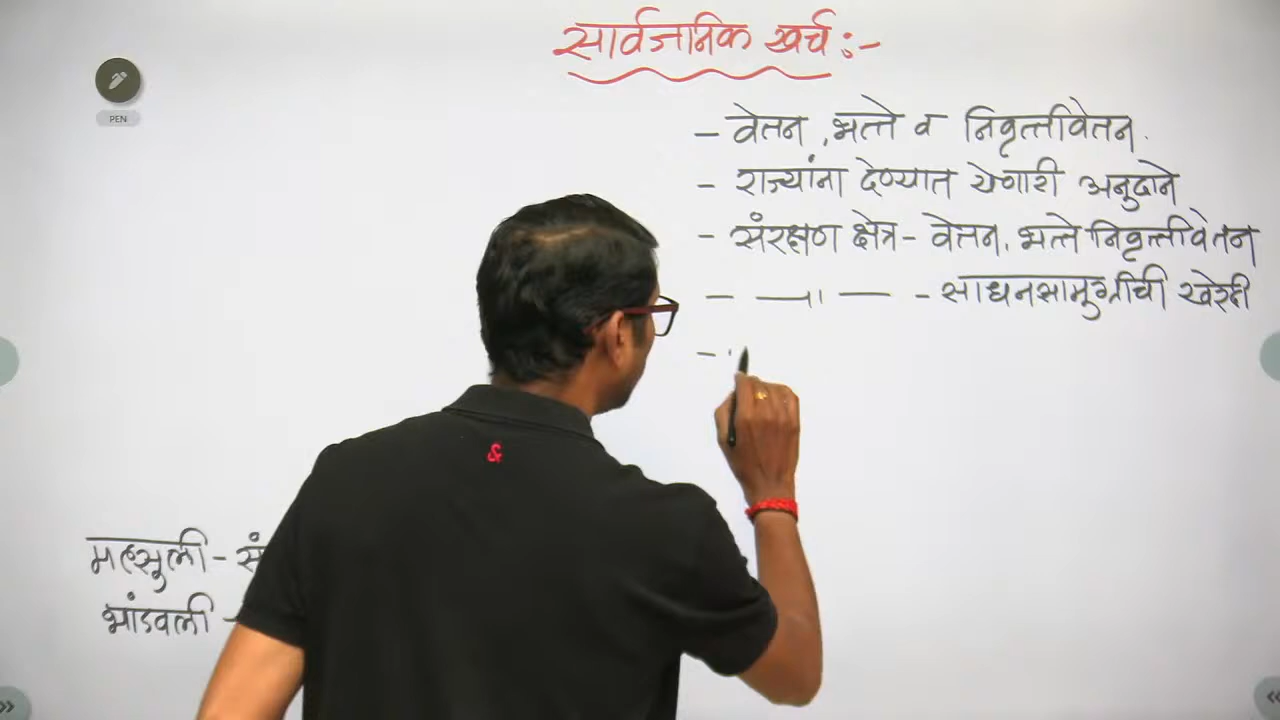 सार्वजनिक खर्च :-
PEN
- वेतन, भत्ते व निवृत्तीवेतन.
- राज्यांना देण्यात येणारी अनुदाने
- संरक्षण क्षेत्र - वेतन, भत्ते निवृत्तीवेतन
- —॥— - साधनसामुग्रीची खरेदी
-
&
महसुली - सं
भांडवली -